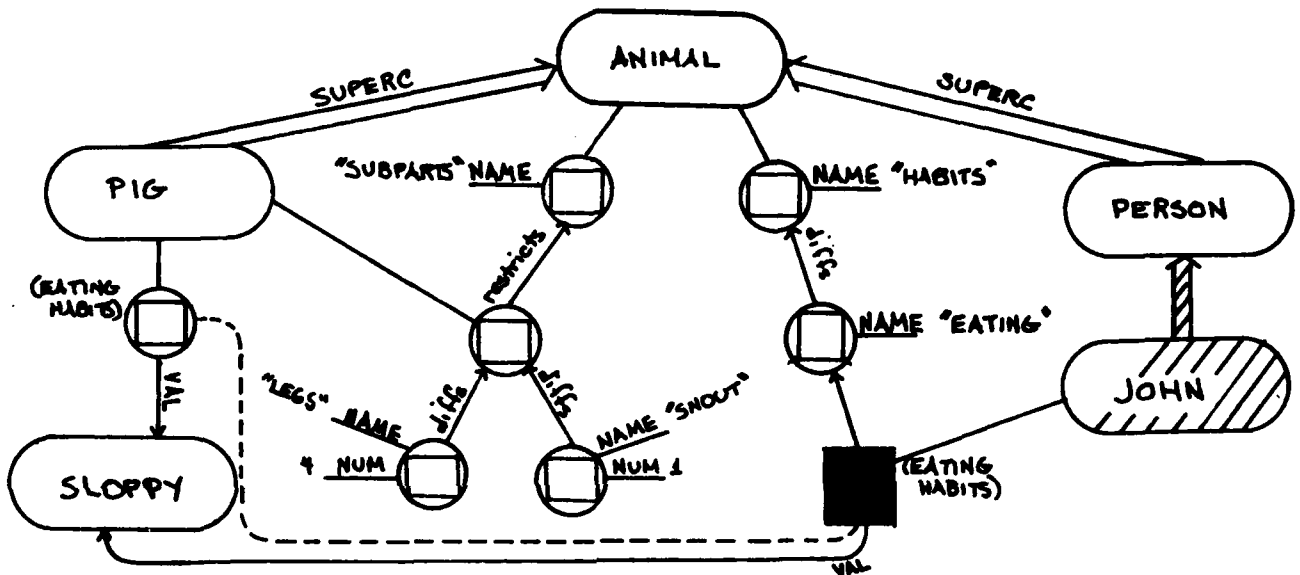 ANIMAL
SUPERC
SUPERC
PIG
"SUBPARTS" NAME
NAME "HABITS"
PERSON
restricts
diffs
(EATING
HABITS)
NAME "EATING"
VAL
"LEGS" NAME
diffs
diffs
NAME "SNOUT"
JOHN
4 NUM
NUM 1
SLOPPY
(EATING
HABITS)
VAL